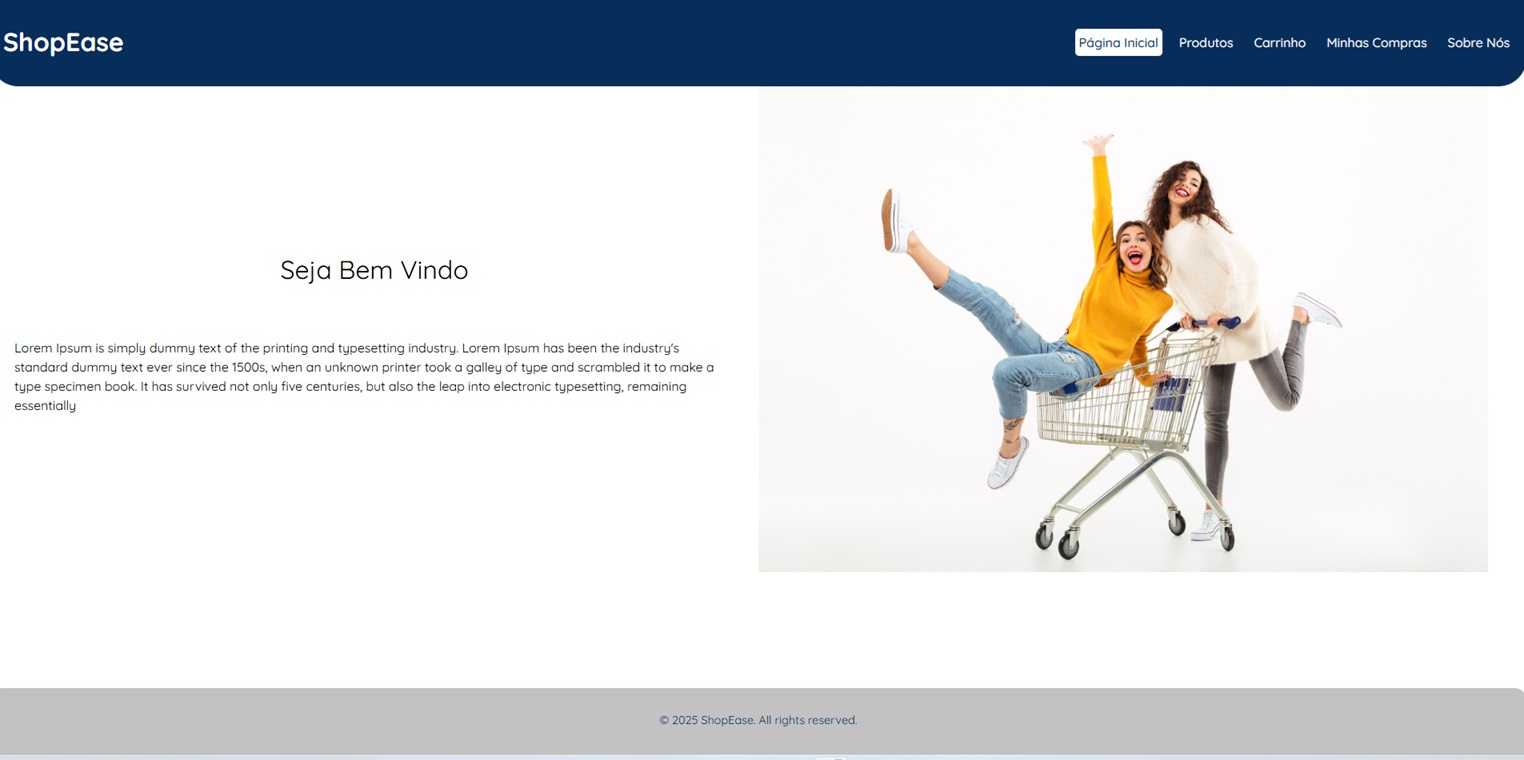 ShopEase
Página Inicial
Produtos
Carrinho
Minhas Compras
Sobre Nós
Seja Bem Vindo
Lorem Ipsum is simply dummy text of the printing and typesetting industry. Lorem Ipsum has been the industry's
standard dummy text ever since the 1500s, when an unknown printer took a galley of type and scrambled it to make a
type specimen book. It has survived not only five centuries, but also the leap into electronic typesetting, remaining
essentially
© 2025 ShopEase. All rights reserved.